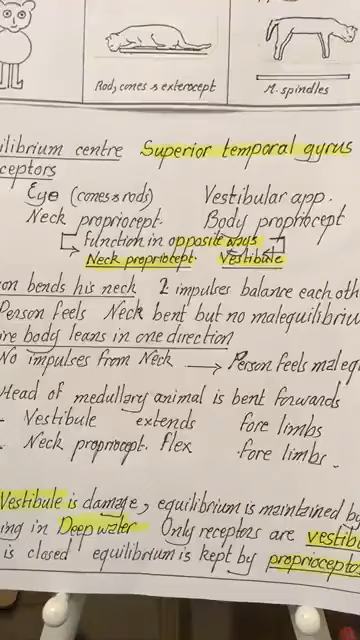 Rod, cones & exterocept
M. spindles
ilibrium centre Superior temporal gyrus
ceptors
Eye (cones & rods) Vestibular app.
Neck propriocept. Body propriocept
Function in opposite ways
Neck propriocept. Vestibule
on bends his neck 2 impulses balance each oth
Person feels Neck bent but no malequilibriu
ire body leans in one direction
No impulses from Neck → Person feels maleq
Head of medullary animal is bent forwards
- Vestibule extends fore limbs
- Neck propriocept. flex fore limbs.
Vestibule is damage, equilibrium is maintained b
ing in Deep water Only receptors are vestib
is closed equilibrium is kept by proprioceptor